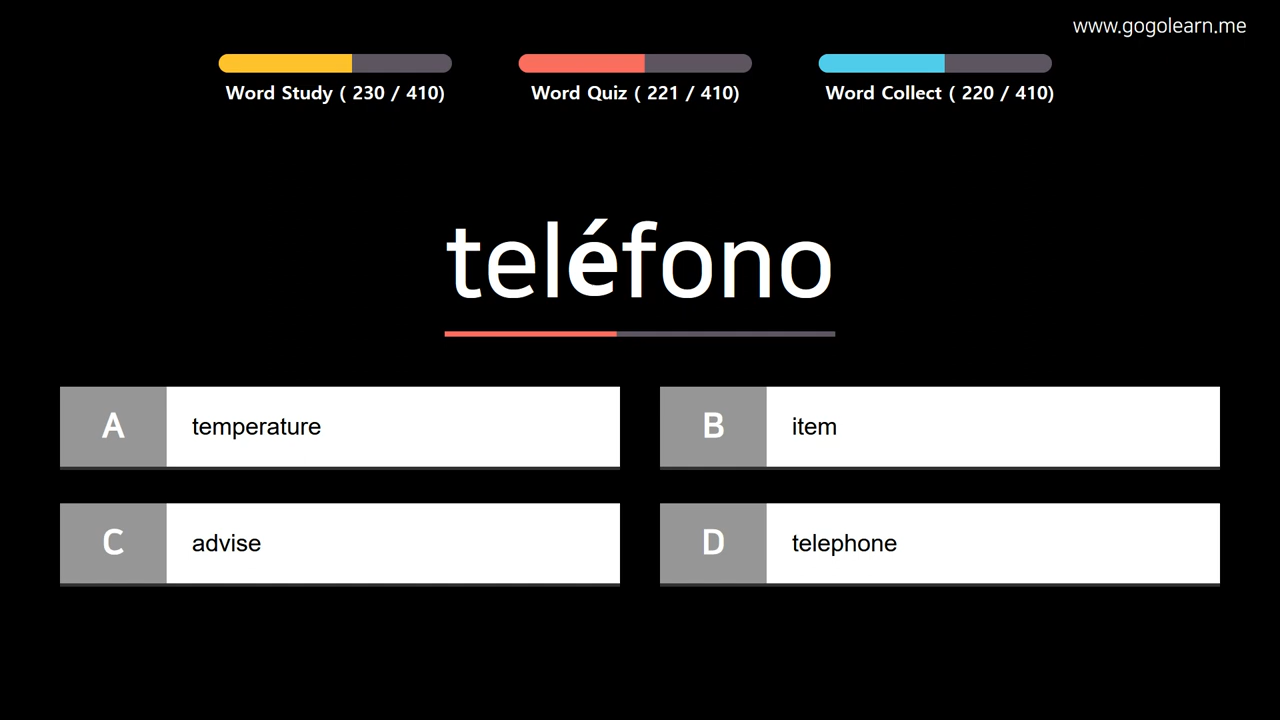 www.gogolearn.me
Word Study ( 230 / 410)
Word Quiz ( 221 / 410)
Word Collect ( 220 / 410)
teléfono
A temperature
B item
C advise
D telephone